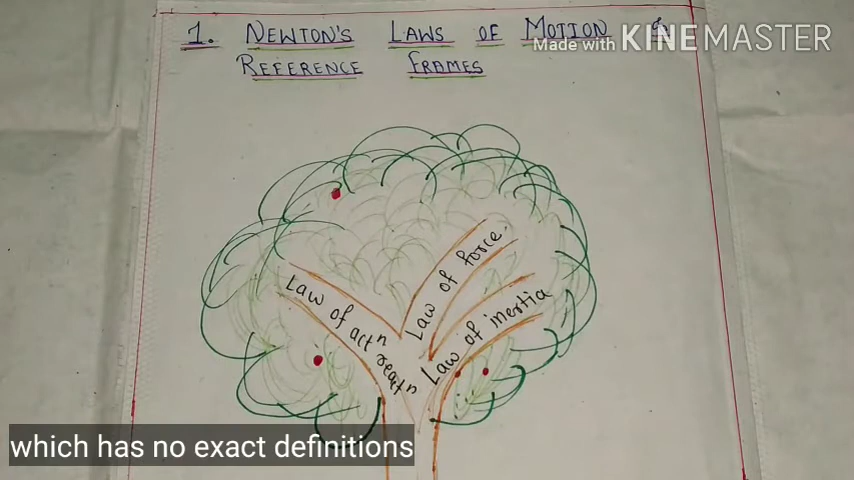 1. NEWTON'S LAWS OF MOTION &
REFERENCE FRAMES
Made with KINEMASTER
Law of force.
Law of inertia
Law of actⁿ
reactⁿ
which has no exact definitions